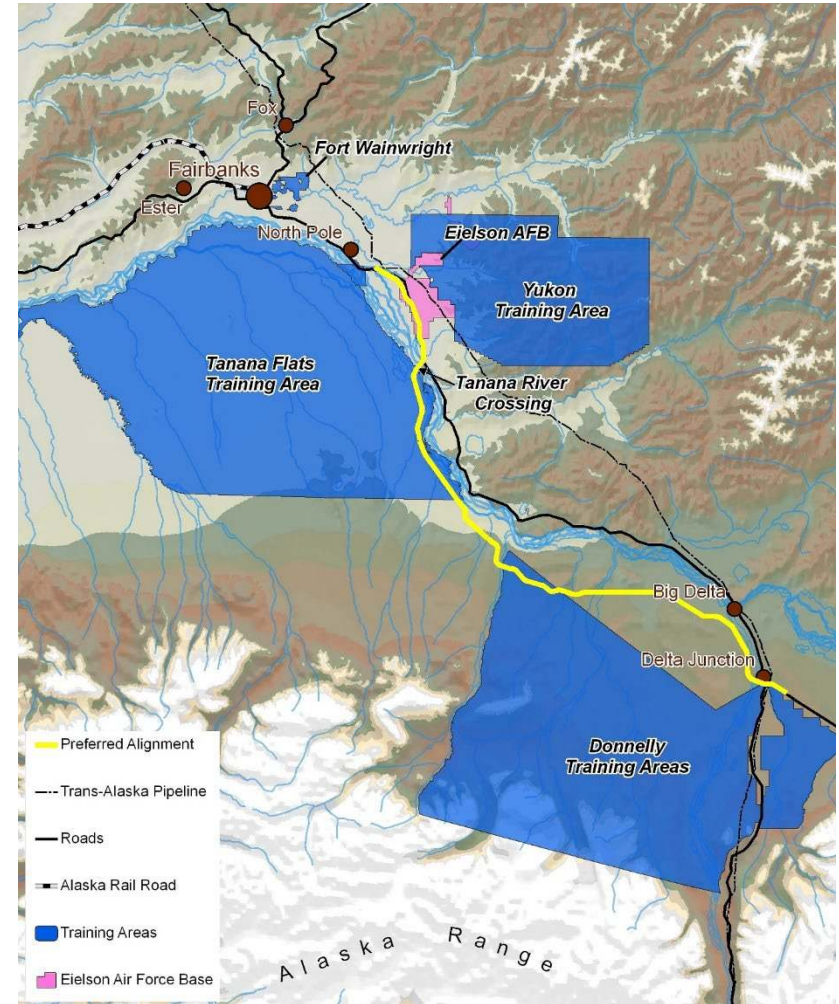 Fox
Fort Wainwright
Fairbanks
Ester
North Pole
Eielson AFB
Yukon
Training Area
Tanana Flats
Training Area
Tanana River
Crossing
Big Delta
Delta Junction
Donnelly
Training Areas
Preferred Alignment
Trans-Alaska Pipeline
Roads
Alaska Rail Road
Training Areas
Eielson Air Force Base
Alaska Range